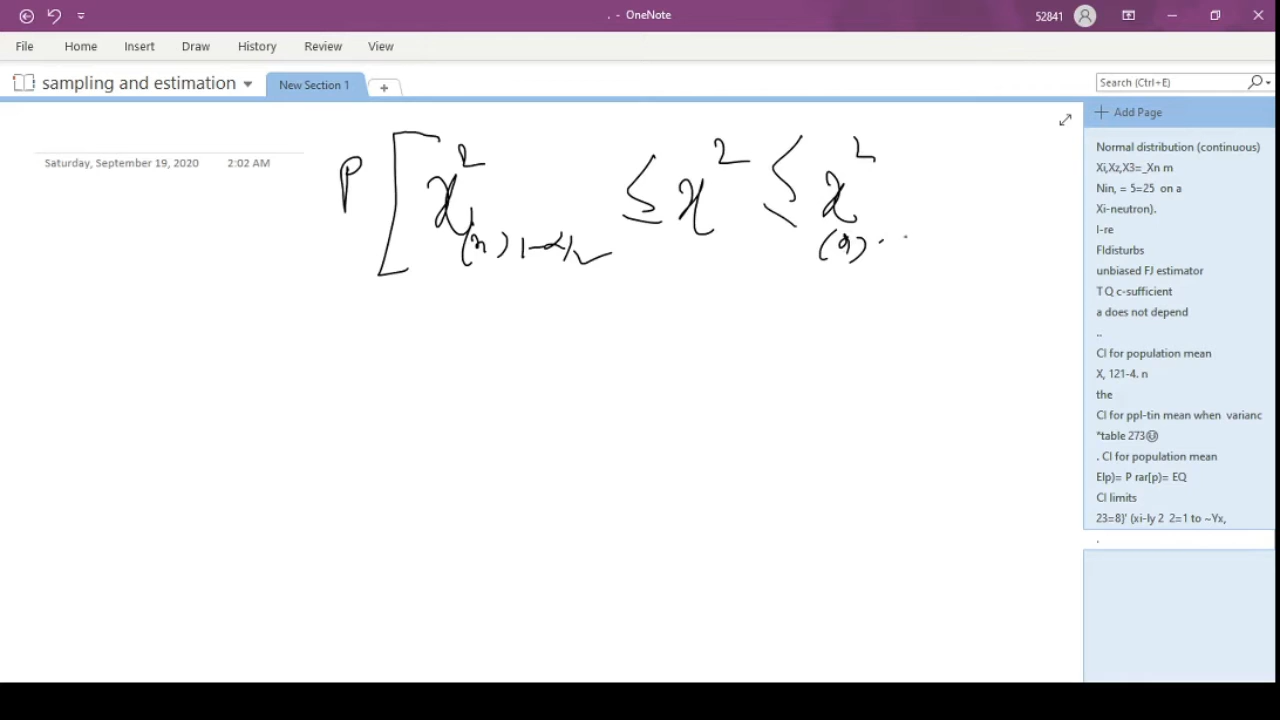 . - OneNote
52841
File Home Insert Draw History Review View
sampling and estimation
New Section 1
+
Search (Ctrl+E)
Add Page
Saturday, September 19, 2020 2:02 AM
P [ χ²(n) 1-α/2 ≤ χ² ≤ χ²(n)
Normal distribution (continuous)
Xi,Xz,X3=_Xn m
Nin, = 5=25 on a
Xi-neutron).
I-re
FIdisturbs
unbiased FJ estimator
T Q c-sufficient
a does not depend
..
CI for population mean
X, 121-4. n
the
CI for ppl-tin mean when varianc
*table 273
. CI for population mean
EIp)= P rar[p)= EQ
CI limits
23=8)' (xi-Iy 2 2=1 to ~Yx,
.